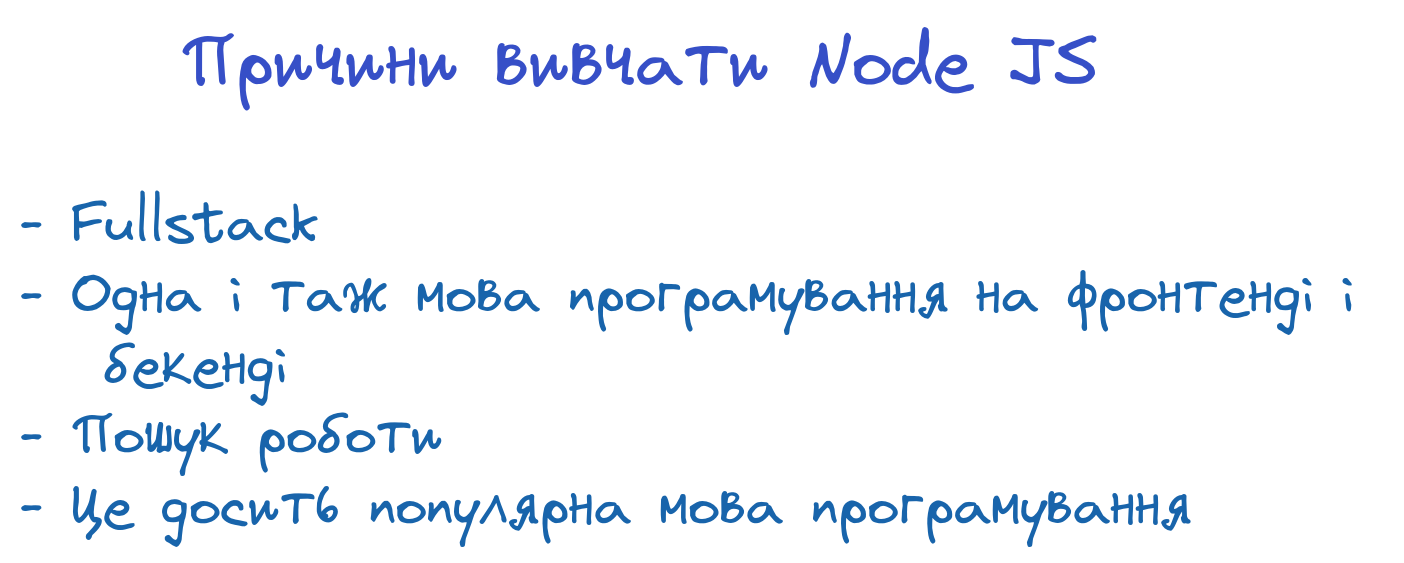 Причини вивчати Node JS
- Fullstack
- Одна і таж мова програмування на фронтенді і
бекенді
- Пошук роботи
- Це досить популярна мова програмування